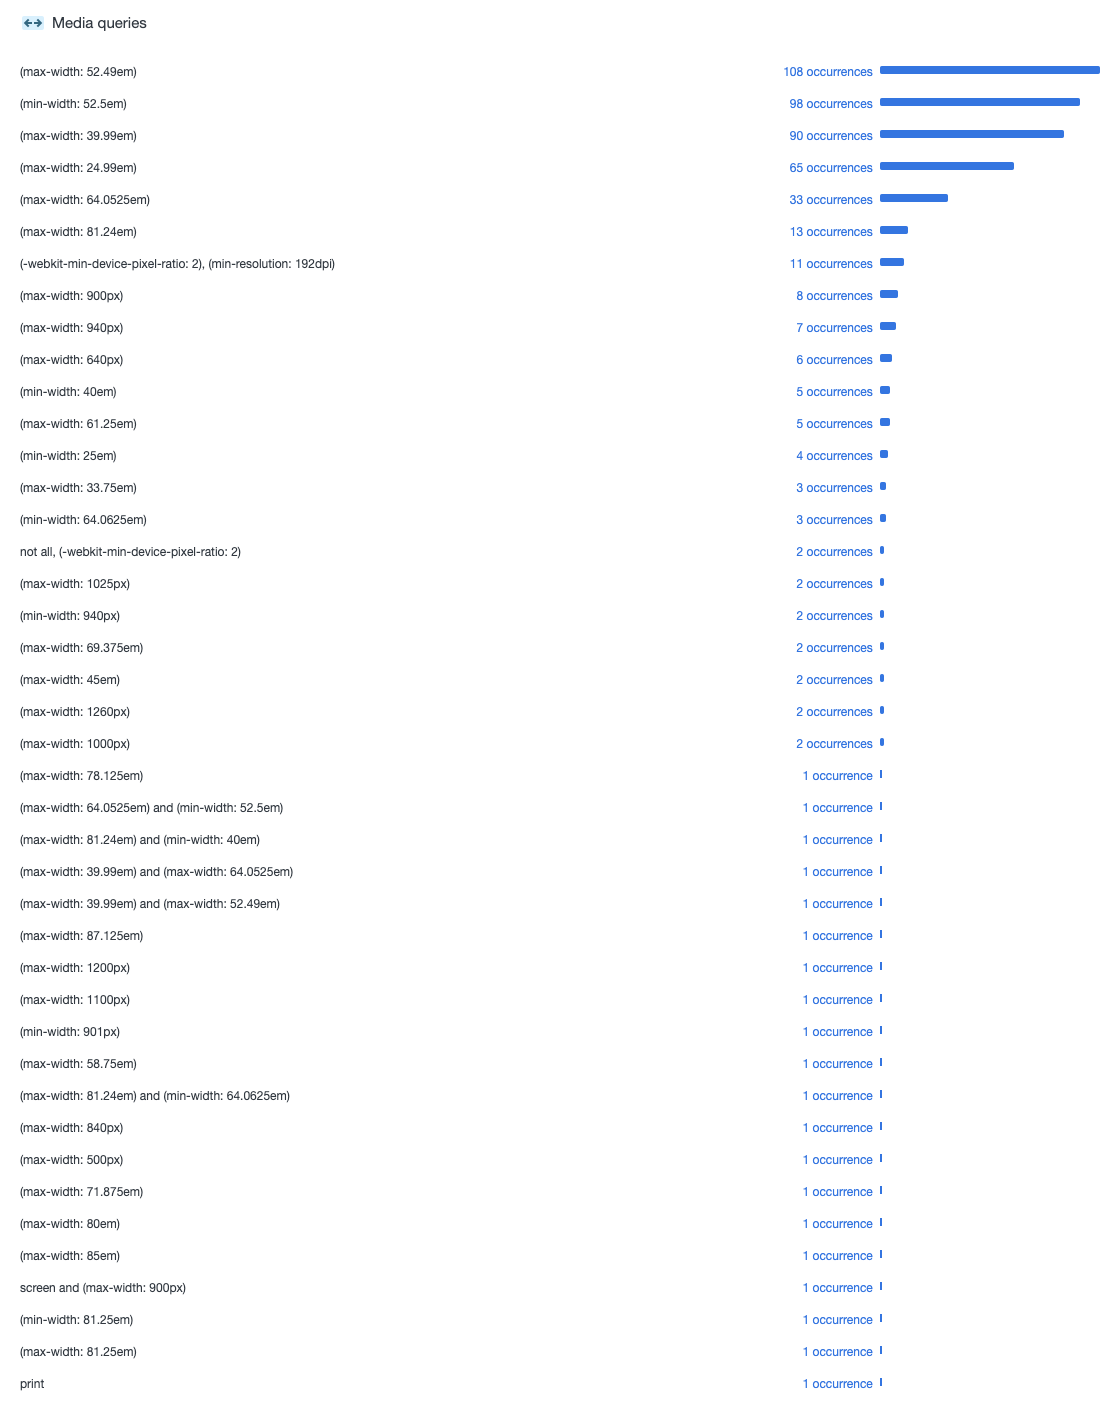 Media queries
(max-width: 52.49em) 108 occurrences
(min-width: 52.5em) 98 occurrences
(max-width: 39.99em) 90 occurrences
(max-width: 24.99em) 65 occurrences
(max-width: 64.0525em) 33 occurrences
(max-width: 81.24em) 13 occurrences
(-webkit-min-device-pixel-ratio: 2), (min-resolution: 192dpi) 11 occurrences
(max-width: 900px) 8 occurrences
(max-width: 940px) 7 occurrences
(max-width: 640px) 6 occurrences
(min-width: 40em) 5 occurrences
(max-width: 61.25em) 5 occurrences
(min-width: 25em) 4 occurrences
(max-width: 33.75em) 3 occurrences
(min-width: 64.0625em) 3 occurrences
not all, (-webkit-min-device-pixel-ratio: 2) 2 occurrences
(max-width: 1025px) 2 occurrences
(min-width: 940px) 2 occurrences
(max-width: 69.375em) 2 occurrences
(max-width: 45em) 2 occurrences
(max-width: 1260px) 2 occurrences
(max-width: 1000px) 2 occurrences
(max-width: 78.125em) 1 occurrence
(max-width: 64.0525em) and (min-width: 52.5em) 1 occurrence
(max-width: 81.24em) and (min-width: 40em) 1 occurrence
(max-width: 39.99em) and (max-width: 64.0525em) 1 occurrence
(max-width: 39.99em) and (max-width: 52.49em) 1 occurrence
(max-width: 87.125em) 1 occurrence
(max-width: 1200px) 1 occurrence
(max-width: 1100px) 1 occurrence
(min-width: 901px) 1 occurrence
(max-width: 58.75em) 1 occurrence
(max-width: 81.24em) and (min-width: 64.0625em) 1 occurrence
(max-width: 840px) 1 occurrence
(max-width: 500px) 1 occurrence
(max-width: 71.875em) 1 occurrence
(max-width: 80em) 1 occurrence
(max-width: 85em) 1 occurrence
screen and (max-width: 900px) 1 occurrence
(min-width: 81.25em) 1 occurrence
(max-width: 81.25em) 1 occurrence
print 1 occurrence